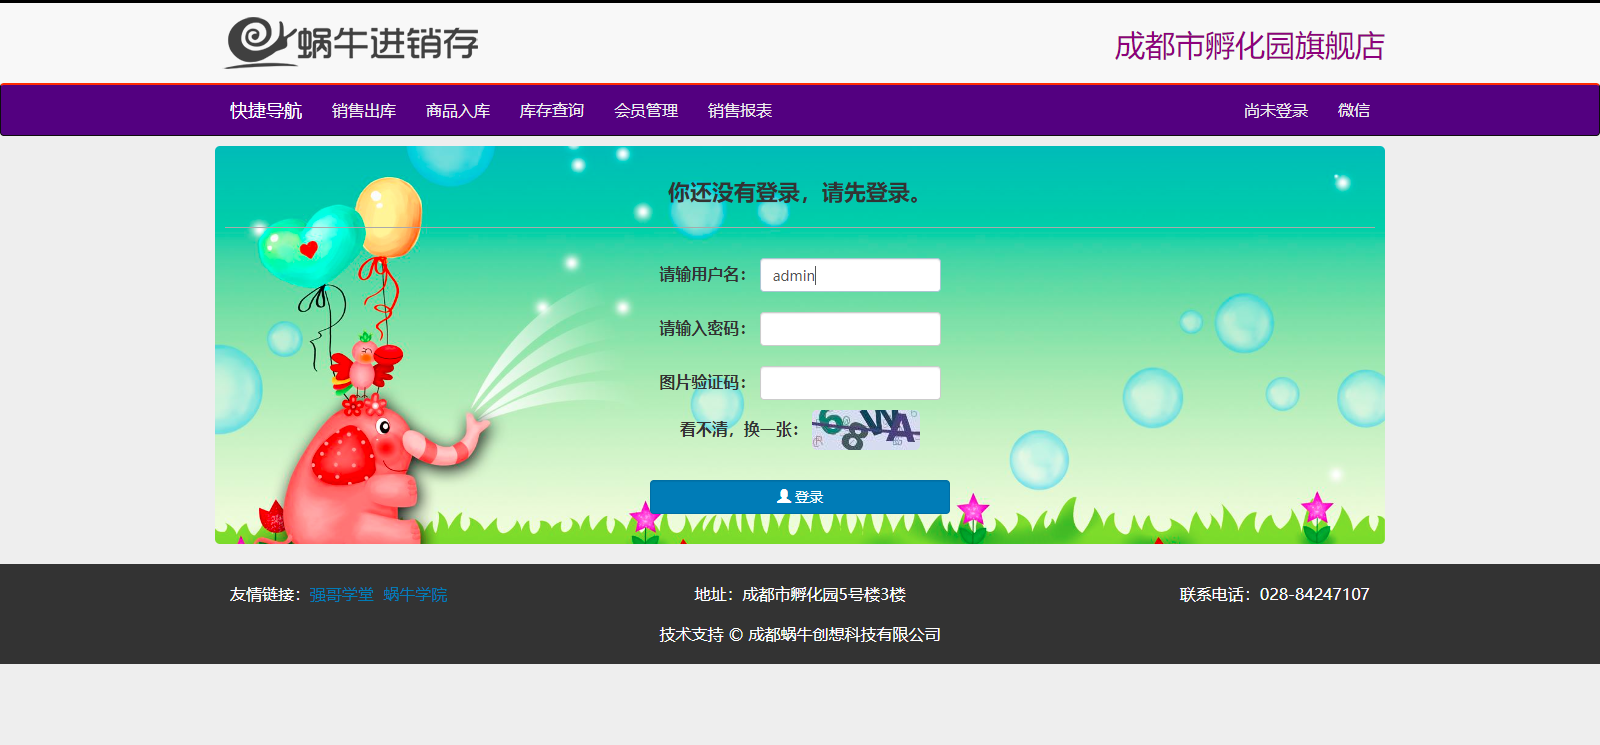 蜗牛进销存
成都市孵化园旗舰店
快捷导航 销售出库 商品入库 库存查询 会员管理 销售报表 尚未登录 微信
你还没有登录，请先登录。
请输用户名： admin
请输入密码：
图片验证码：
看不清，换一张： 68WA
登录
友情链接：强哥学堂 蜗牛学院 地址：成都市孵化园5号楼3楼 联系电话：028-84247107
技术支持 © 成都蜗牛创想科技有限公司